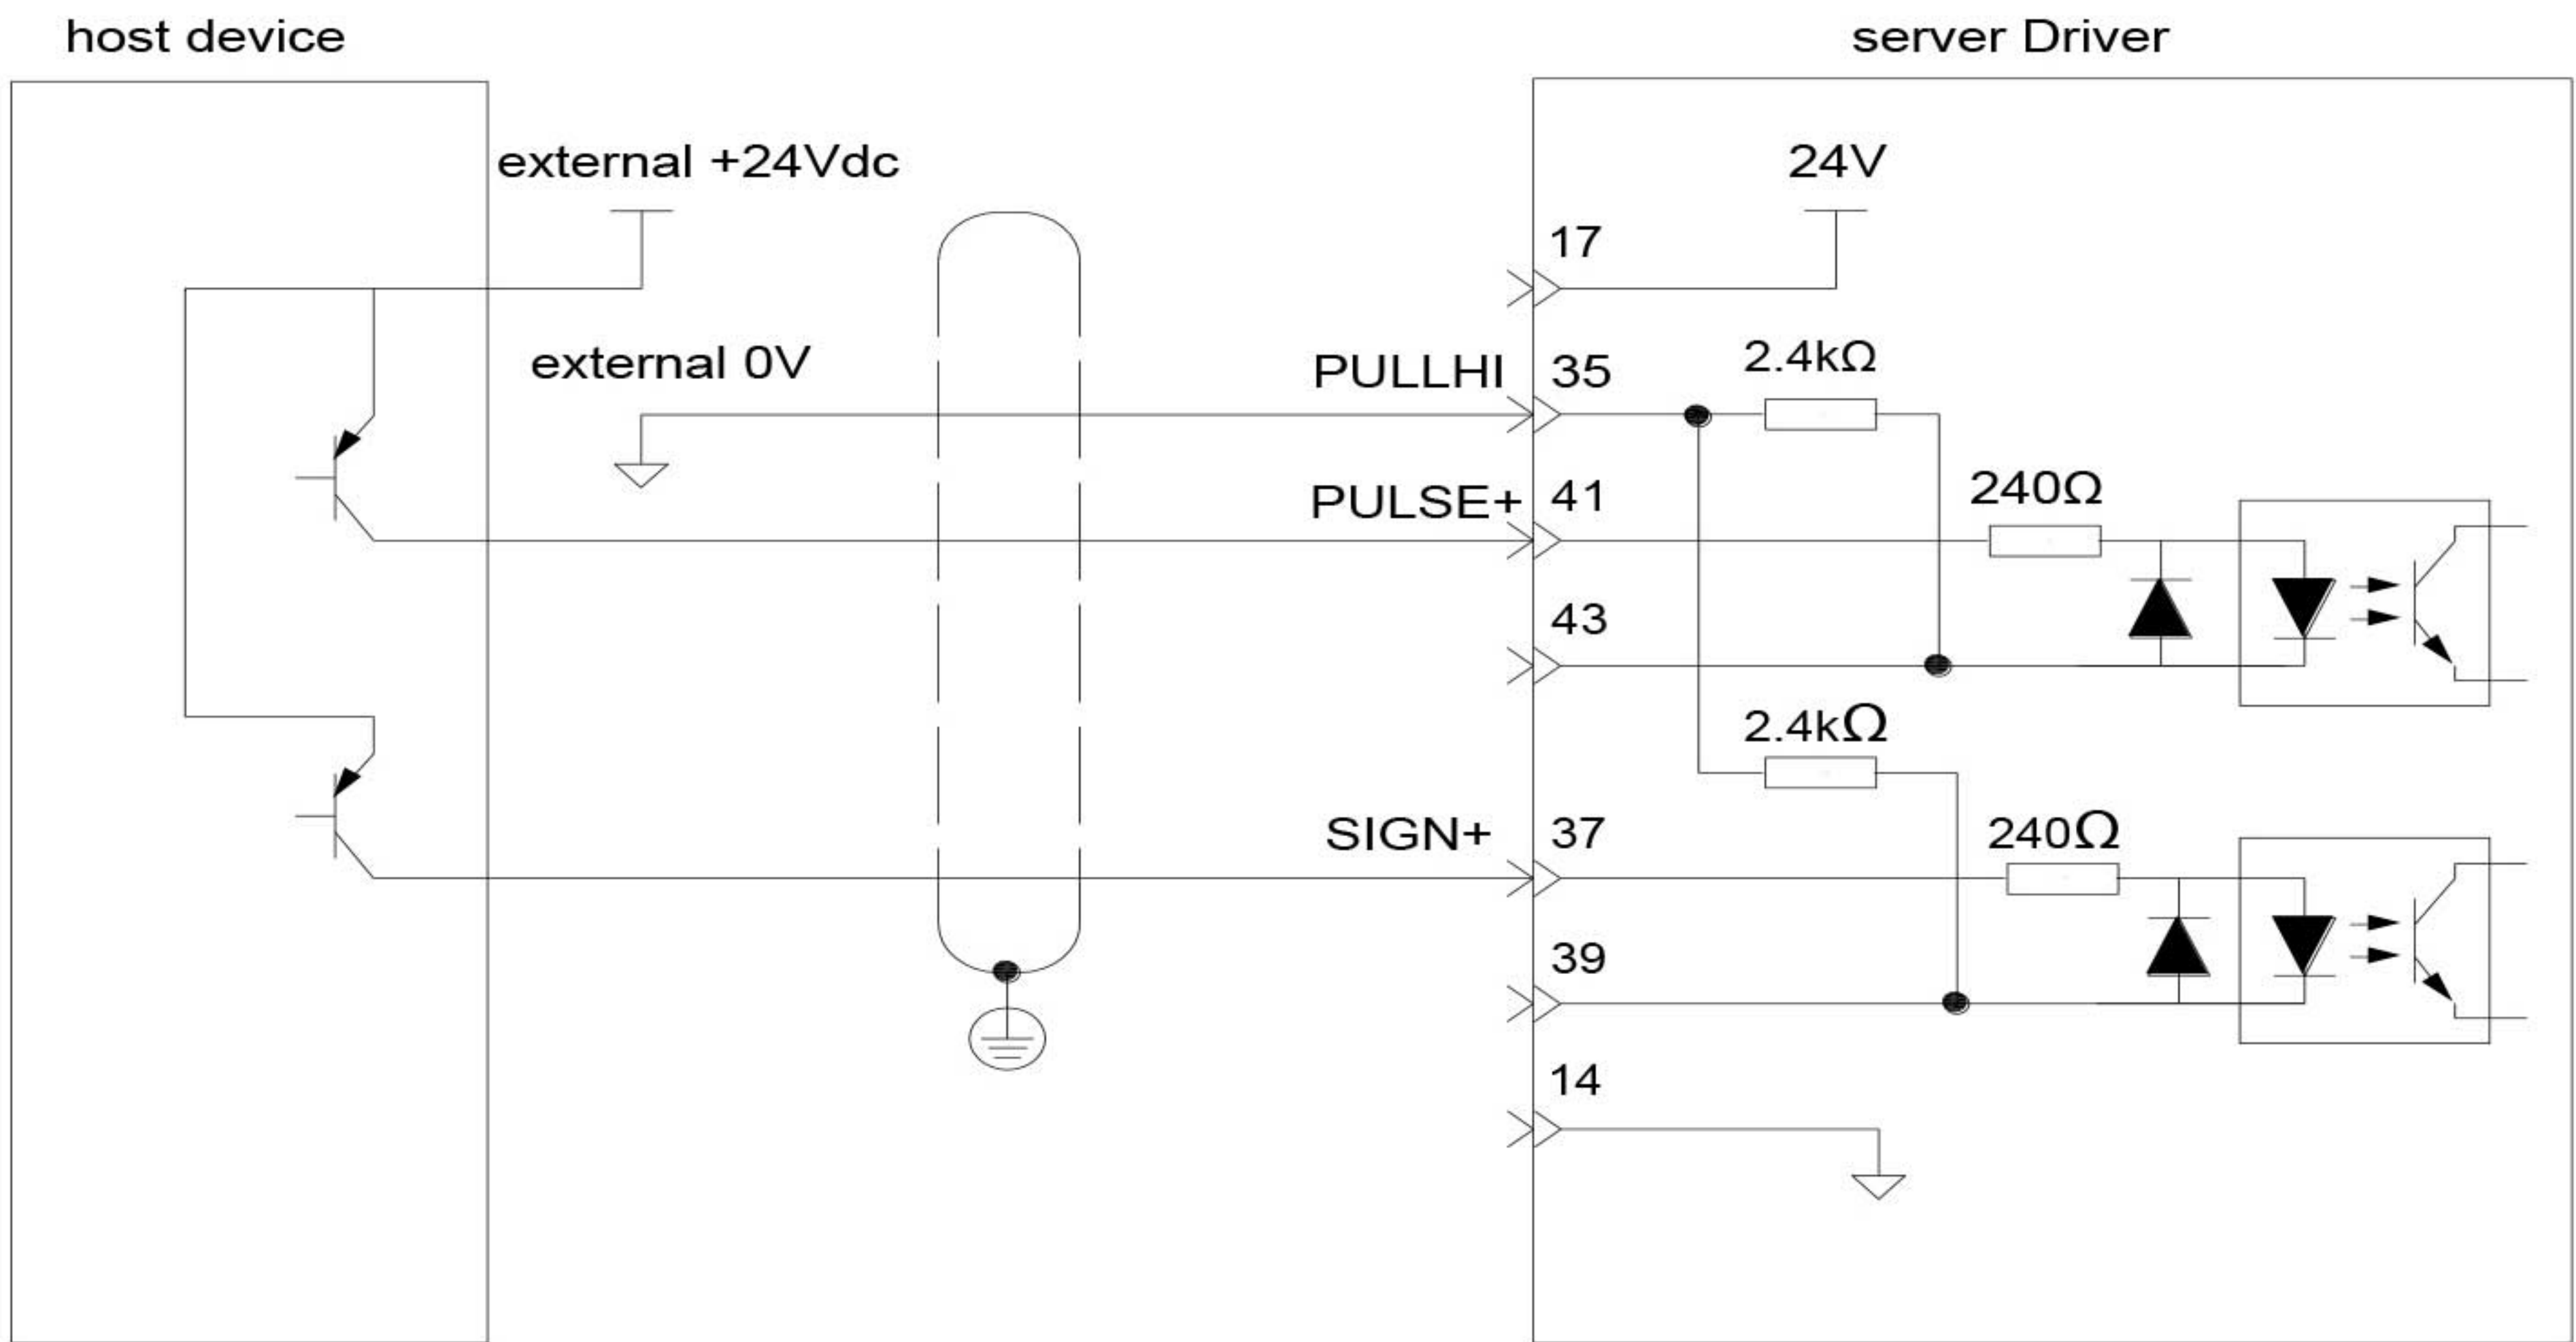 host device
server Driver
external +24Vdc
24V
17
external 0V
PULLHI
35
2.4kΩ
PULSE+
41
240Ω
43
2.4kΩ
SIGN+
37
240Ω
39
14